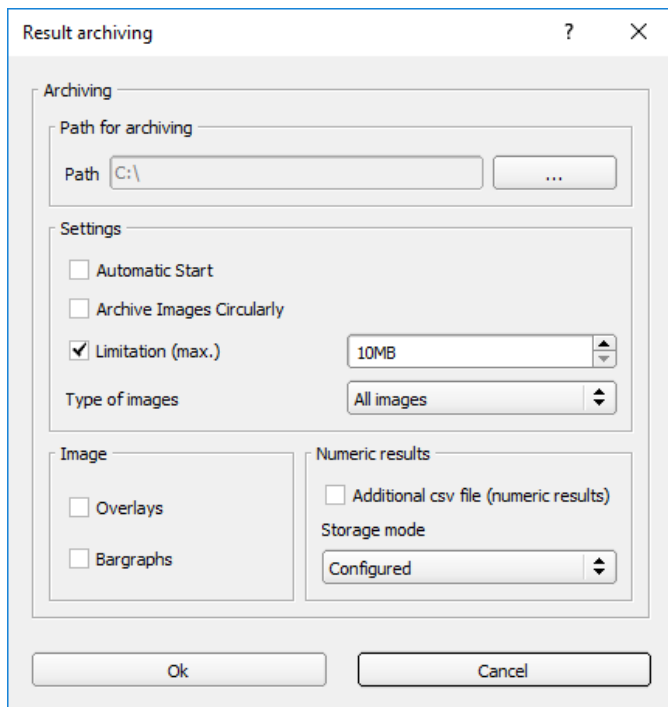 Result archiving ?
Archiving
Path for archiving
Path C:\ ...
Settings
Automatic Start
Archive Images Circularly
Limitation (max.) 10MB
Type of images All images
Image
Overlays
Bargraphs
Numeric results
Additional csv file (numeric results)
Storage mode
Configured
Ok Cancel